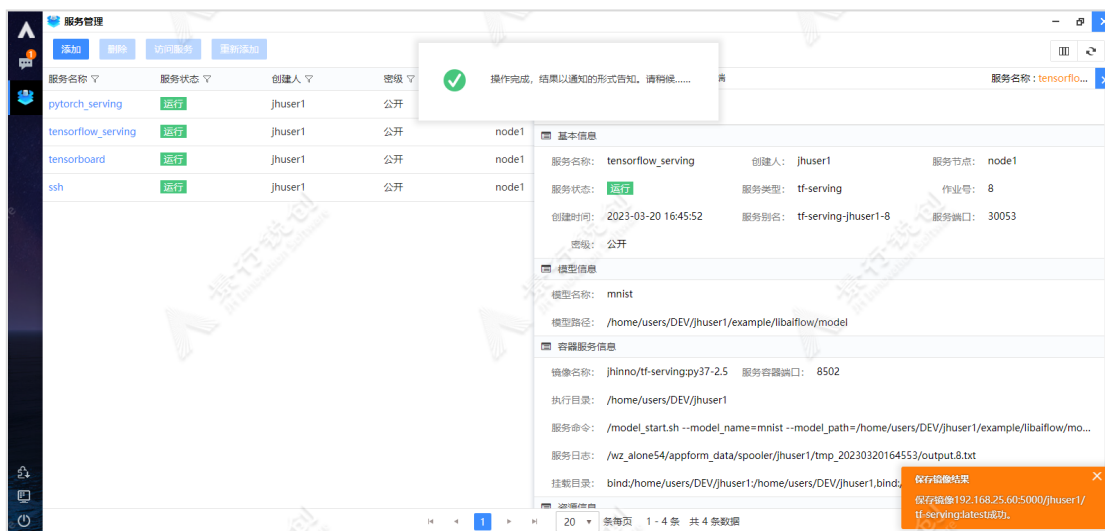 服务管理
1
添加 删除 访问服务 重新添加
操作完成，结果以通知的形式告知。请稍候......
服务名称 服务状态 创建人 密级
服务名称 : tensorflo...
pytorch_serving 运行 jhuser1 公开
tensorflow_serving 运行 jhuser1 公开 node1
tensorboard 运行 jhuser1 公开 node1
ssh 运行 jhuser1 公开 node1
基本信息
服务名称: tensorflow_serving 创建人: jhuser1 服务节点: node1
服务状态: 运行 服务类型: tf-serving 作业号: 8
创建时间: 2023-03-20 16:45:52 服务别名: tf-serving-jhuser1-8 服务端口: 30053
密级: 公开
模型信息
模型名称: mnist
模型路径: /home/users/DEV/jhuser1/example/libaiflow/model
容器服务信息
镜像名称: jhinno/tf-serving:py37-2.5 服务容器端口: 8502
执行目录: /home/users/DEV/jhuser1
服务命令: /model_start.sh --model_name=mnist --model_path=/home/users/DEV/jhuser1/example/libaiflow/mo...
服务日志: /wz_alone54/appform_data/spooler/jhuser1/tmp_20230320164553/output.8.txt
挂载目录: bind:/home/users/DEV/jhuser1:/home/users/DEV/jhuser1,bind:
资源信息
保存镜像结果
保存镜像192.168.25.60:5000/jhuser1/
tf-serving:latest成功。
1 20 条每页 1 - 4 条 共 4 条数据
景行锐创
JH Innovation Software